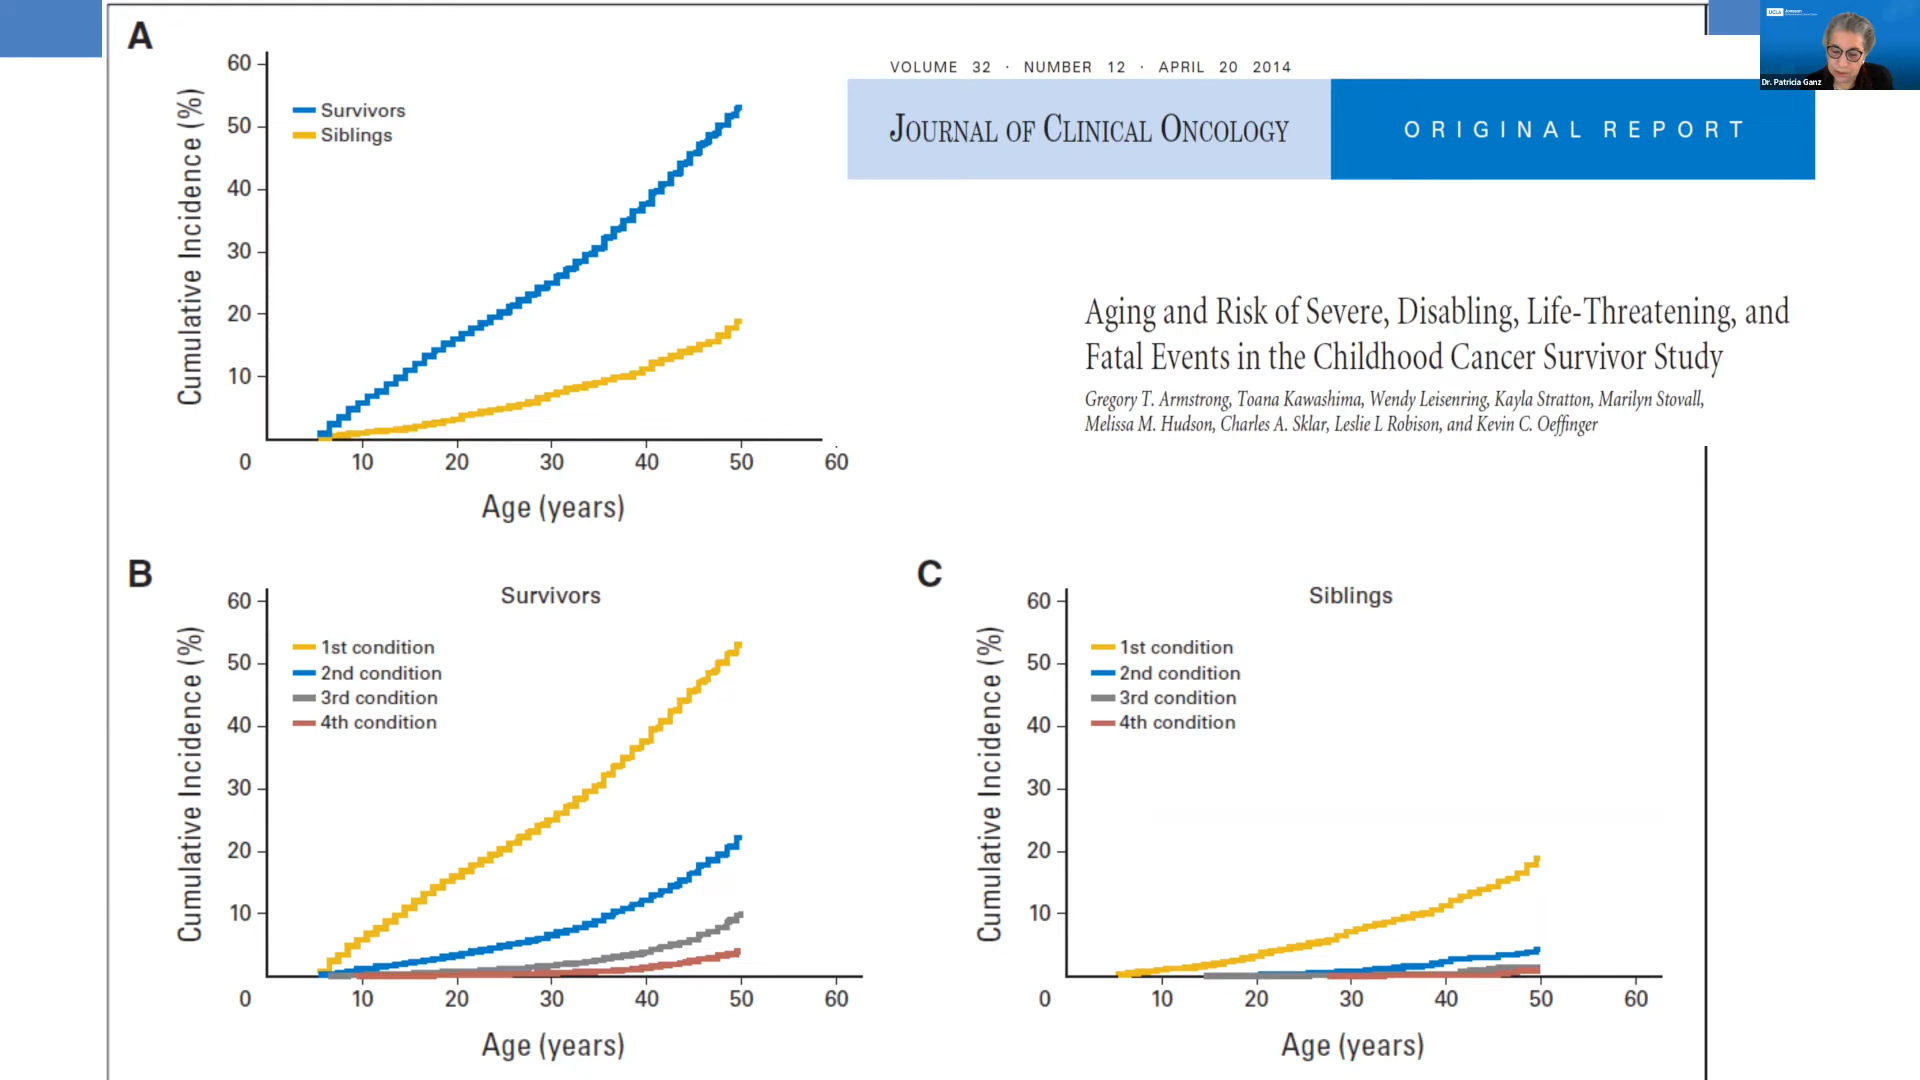 A
60
50
40
30
20
10
Cumulative Incidence (%)
Survivors
Siblings
0 10 20 30 40 50 60
Age (years)
VOLUME 32 · NUMBER 12 · APRIL 20 2014
JOURNAL OF CLINICAL ONCOLOGY
ORIGINAL REPORT
UCLA
Dr. Patricia Ganz
Aging and Risk of Severe, Disabling, Life-Threatening, and
Fatal Events in the Childhood Cancer Survivor Study
Gregory T. Armstrong, Toana Kawashima, Wendy Leisenring, Kayla Stratton, Marilyn Stovall,
Melissa M. Hudson, Charles A. Sklar, Leslie L Robison, and Kevin C. Oeffinger
B
Survivors
60
50
40
30
20
10
Cumulative Incidence (%)
1st condition
2nd condition
3rd condition
4th condition
0 10 20 30 40 50 60
Age (years)
C
Siblings
60
50
40
30
20
10
Cumulative Incidence (%)
1st condition
2nd condition
3rd condition
4th condition
0 10 20 30 40 50 60
Age (years)